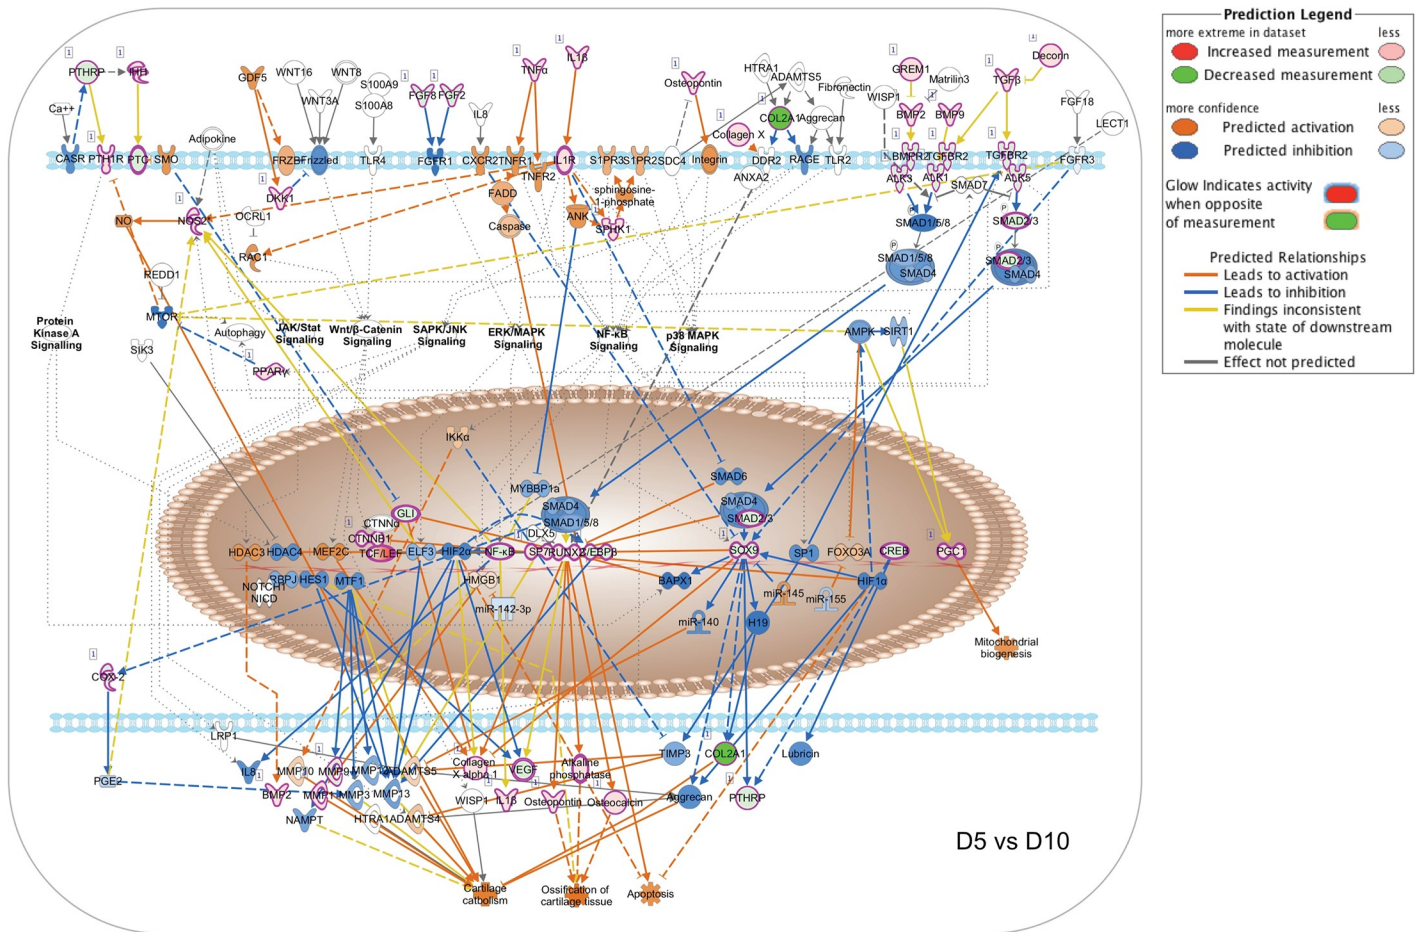 Prediction Legend
more extreme in dataset less
Increased measurement
Decreased measurement
more confidence less
Predicted activation
Predicted inhibition
Glow Indicates activity
when opposite
of measurement
Predicted Relationships
Leads to activation
Leads to inhibition
Findings inconsistent
with state of downstream
molecule
Effect not predicted
PTHRP
IHH
GDF5
WNT16
WNT8
S100A9
WNT3A
S100A8
FGF8
FGF2
IL8
TNFα
IL1β
Osteopontin
HTRA1
ADAMTS5
Fibronectin
COL2A1
Aggrecan
Collagen X
GREM1
Matrilin3
WISP1
BMP2
BMP9
TGFβ
Decorin
FGF18
LECT1
Ca++
Adipokine
CASR
PTH1R
PTC
SMO
FRZB
Frizzled
TLR4
FGFR1
CXCR2
TNFR1
TNFR2
IL1R
S1PR3
S1PR2
SDC4
Integrin
DDR2
RAGE
TLR2
BMPR2
TGFBR2
TGFBR2
FGFR3
ALK3
ALK1
ALK5
SMAD7
ANXA2
DKK1
FADD
sphingosine-
1-phosphate
NO
NOS2
OCRL1
Caspase
ANK
SPHK1
P
SMAD1/5/8
P
SMAD2/3
RAC1
P
SMAD1/5/8
SMAD4
P
SMAD2/3
SMAD4
REDD1
MTOR
Autophagy
Protein
Kinase A
Signalling
JAK/Stat
Signaling
Wnt/β-Catenin
Signaling
SAPK/JNK
Signaling
ERK/MAPK
Signaling
NF-kB
Signaling
p38 MAPK
Signaling
AMPK
SIRT1
SIK3
PPARγ
IKKα
MYBBP1a
SMAD6
SMAD4
SMAD1/5/8
SMAD4
SMAD2/3
GLI
CTNNα
CTNNB1
DLX5
HDAC3
HDAC4
MEF2C
TCF/LEF
ELF3
HIF2α
NF-κB
SP7
RUNX2
C/EBPβ
SOX9
SP1
FOXO3A
CREB
PGC1
RBPJ
HES1
MTF1
NOTCH1
NICD
HMGB1
BAPX1
HIF1α
miR-142-3p
miR-145
miR-155
miR-140
H19
Mitochondrial
biogenesis
COX-2
LRP1
PGE2
IL8
MMP10
MMP9
ADAMTS5
Collagen
X alpha 1
VEGF
Alkaline
phosphatase
TIMP3
COL2A1
Lubricin
BMP2
MMP3
MMP13
WISP1
IL1β
Osteopontin
Osteocalcin
Aggrecan
PTHRP
NAMPT
HTRA1
ADAMTS4
D5 vs D10
Cartilage
catbolism
Ossification of
cartilage tissue
Apoptosis